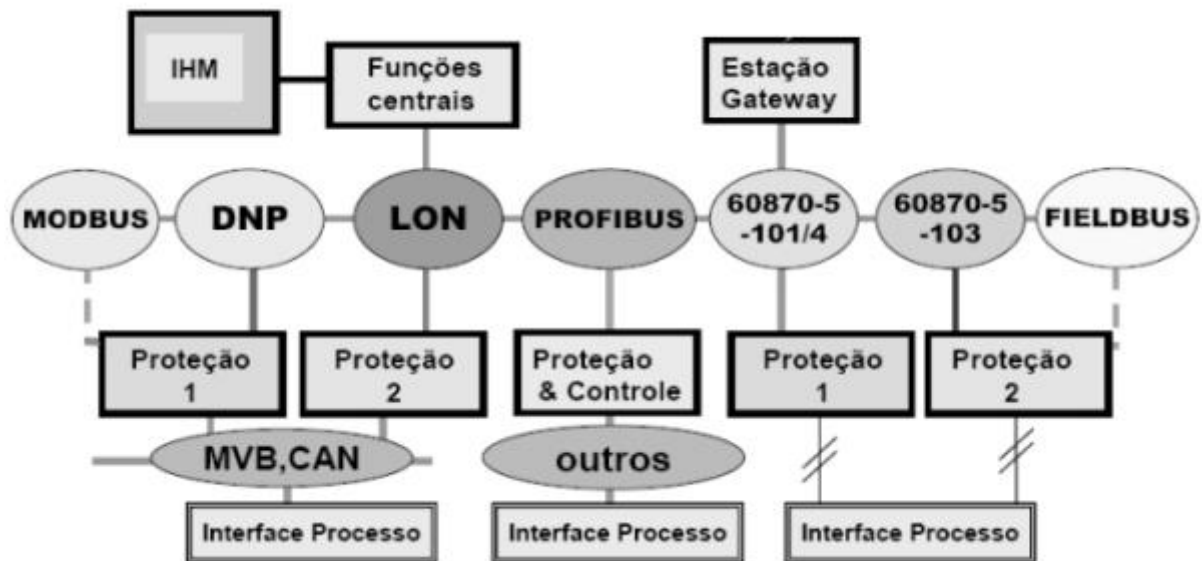 IHM
Funções
centrais
Estação
Gateway
MODBUS
DNP
LON
PROFIBUS
60870-5
-101/4
60870-5
-103
FIELDBUS
Proteção
1
Proteção
2
Proteção
& Controle
Proteção
1
Proteção
2
MVB,CAN
outros
Interface Processo
Interface Processo
Interface Processo